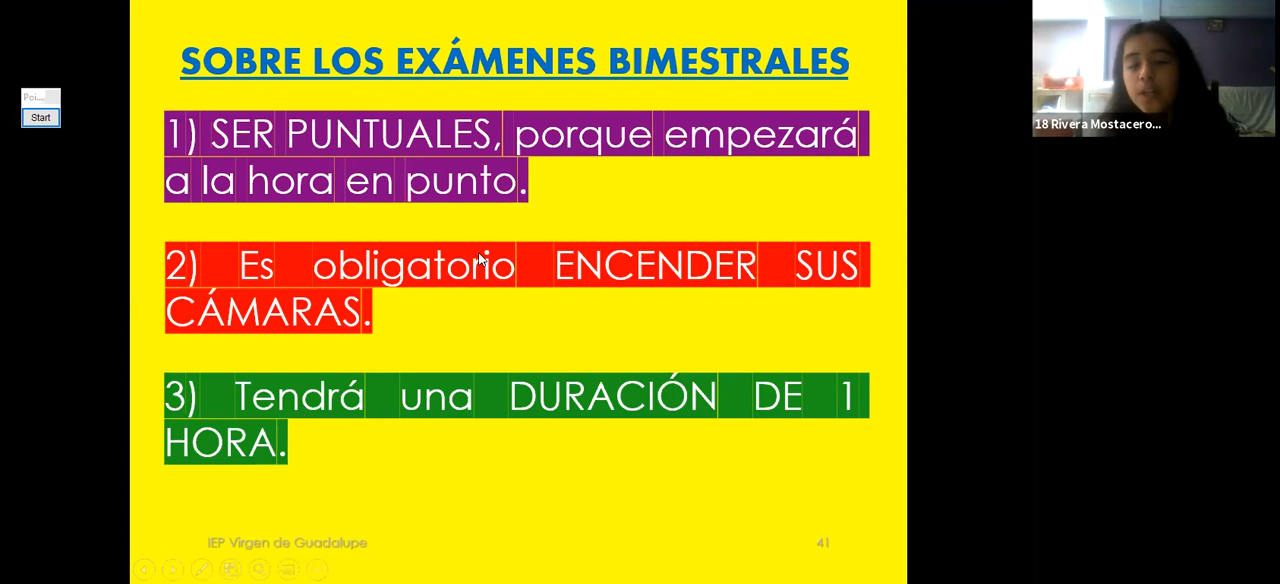 SOBRE LOS EXÁMENES BIMESTRALES
Poi...
Start
1) SER PUNTUALES, porque empezará
a la hora en punto.
18 Rivera Mostacero...
2) Es obligatorio ENCENDER SUS
CÁMARAS.
3) Tendrá una DURACIÓN DE 1
HORA.
IEP Virgen de Guadalupe
41